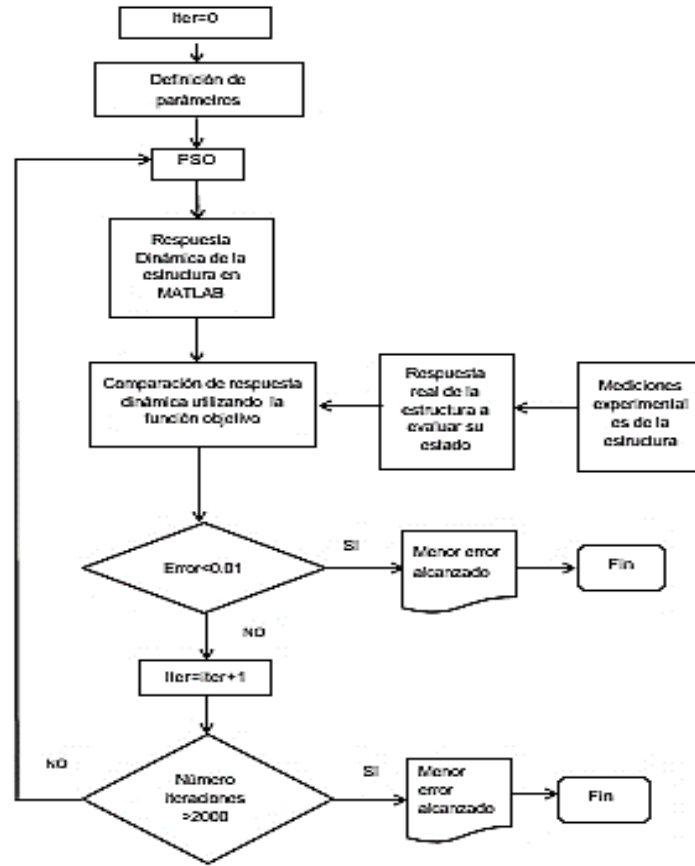 Iter=0
Definición de
parámetros
PSO
Respuesta
Dinámica de la
estructura en
MATLAB
Comparación de respuesta
dinámica utilizando la
función objetivo
Respuesta
real de la
estructura a
evaluar su
estado
Mediciones
experimental
es de la
estructura
Error<0.01
SI
Menor error
alcanzado
Fin
NO
Iter=Iter+1
NO
Número
Iteraciones
>2000
SI
Menor
error
alcanzado
Fin